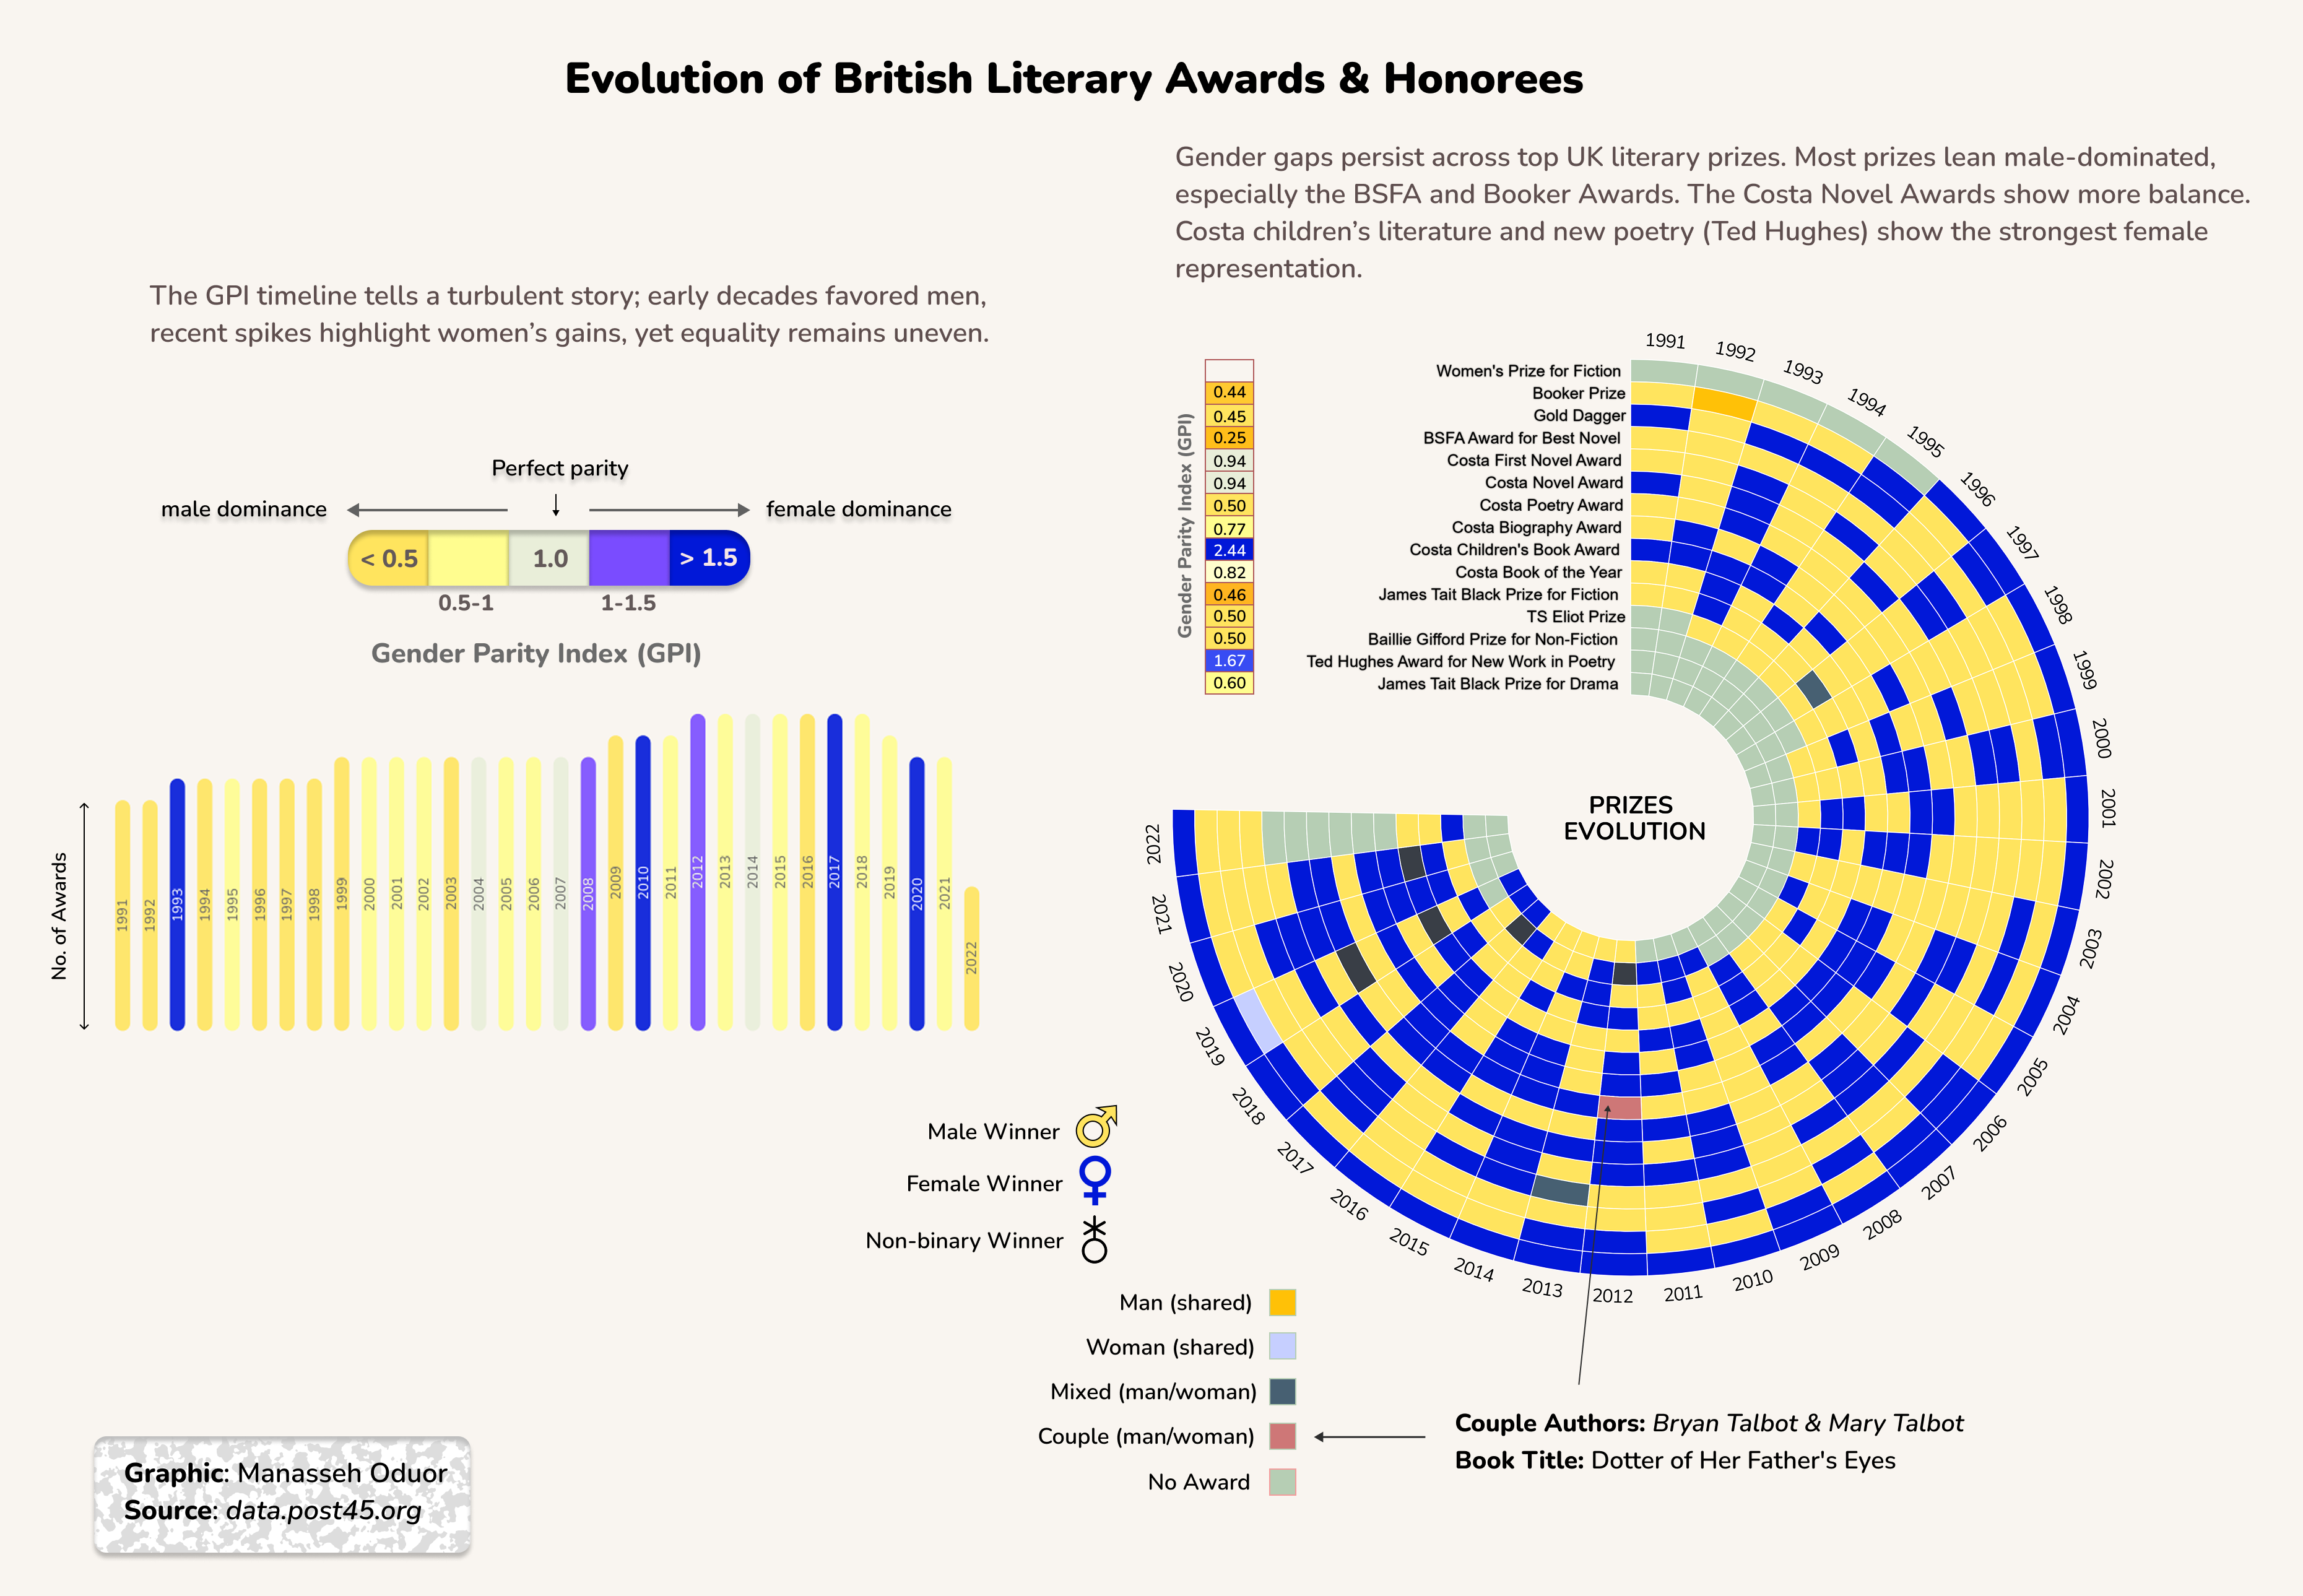 Evolution of British Literary Awards & Honorees
Gender gaps persist across top UK literary prizes. Most prizes lean male-dominated,
especially the BSFA and Booker Awards. The Costa Novel Awards show more balance.
Costa children’s literature and new poetry (Ted Hughes) show the strongest female
representation.
The GPI timeline tells a turbulent story; early decades favored men,
recent spikes highlight women’s gains, yet equality remains uneven.
Perfect parity
male dominance
female dominance
< 0.5
1.0
> 1.5
0.5-1
1-1.5
Gender Parity Index (GPI)
No. of Awards
1991
1992
1993
1994
1995
1996
1997
1998
1999
2000
2001
2002
2003
2004
2005
2006
2007
2008
2009
2010
2011
2012
2013
2014
2015
2016
2017
2018
2019
2020
2021
2022
Gender Parity Index (GPI)
Women's Prize for Fiction
0.44 Booker Prize
0.45 Gold Dagger
0.25 BSFA Award for Best Novel
0.94 Costa First Novel Award
0.94 Costa Novel Award
0.50 Costa Poetry Award
0.77 Costa Biography Award
2.44 Costa Children's Book Award
0.82 Costa Book of the Year
0.46 James Tait Black Prize for Fiction
0.50 TS Eliot Prize
0.50 Baillie Gifford Prize for Non-Fiction
1.67 Ted Hughes Award for New Work in Poetry
0.60 James Tait Black Prize for Drama
1991
1992
1993
1994
1995
1996
1997
1998
1999
2000
2001
2002
2003
2004
2005
2006
2007
2008
2009
2010
2011
2012
2013
2014
2015
2016
2017
2018
2019
2020
2021
2022
PRIZES
EVOLUTION
Male Winner
Female Winner
Non-binary Winner
Man (shared)
Woman (shared)
Mixed (man/woman)
Couple (man/woman)
No Award
Couple Authors: Bryan Talbot & Mary Talbot
Book Title: Dotter of Her Father's Eyes
Graphic: Manasseh Oduor
Source: data.post45.org